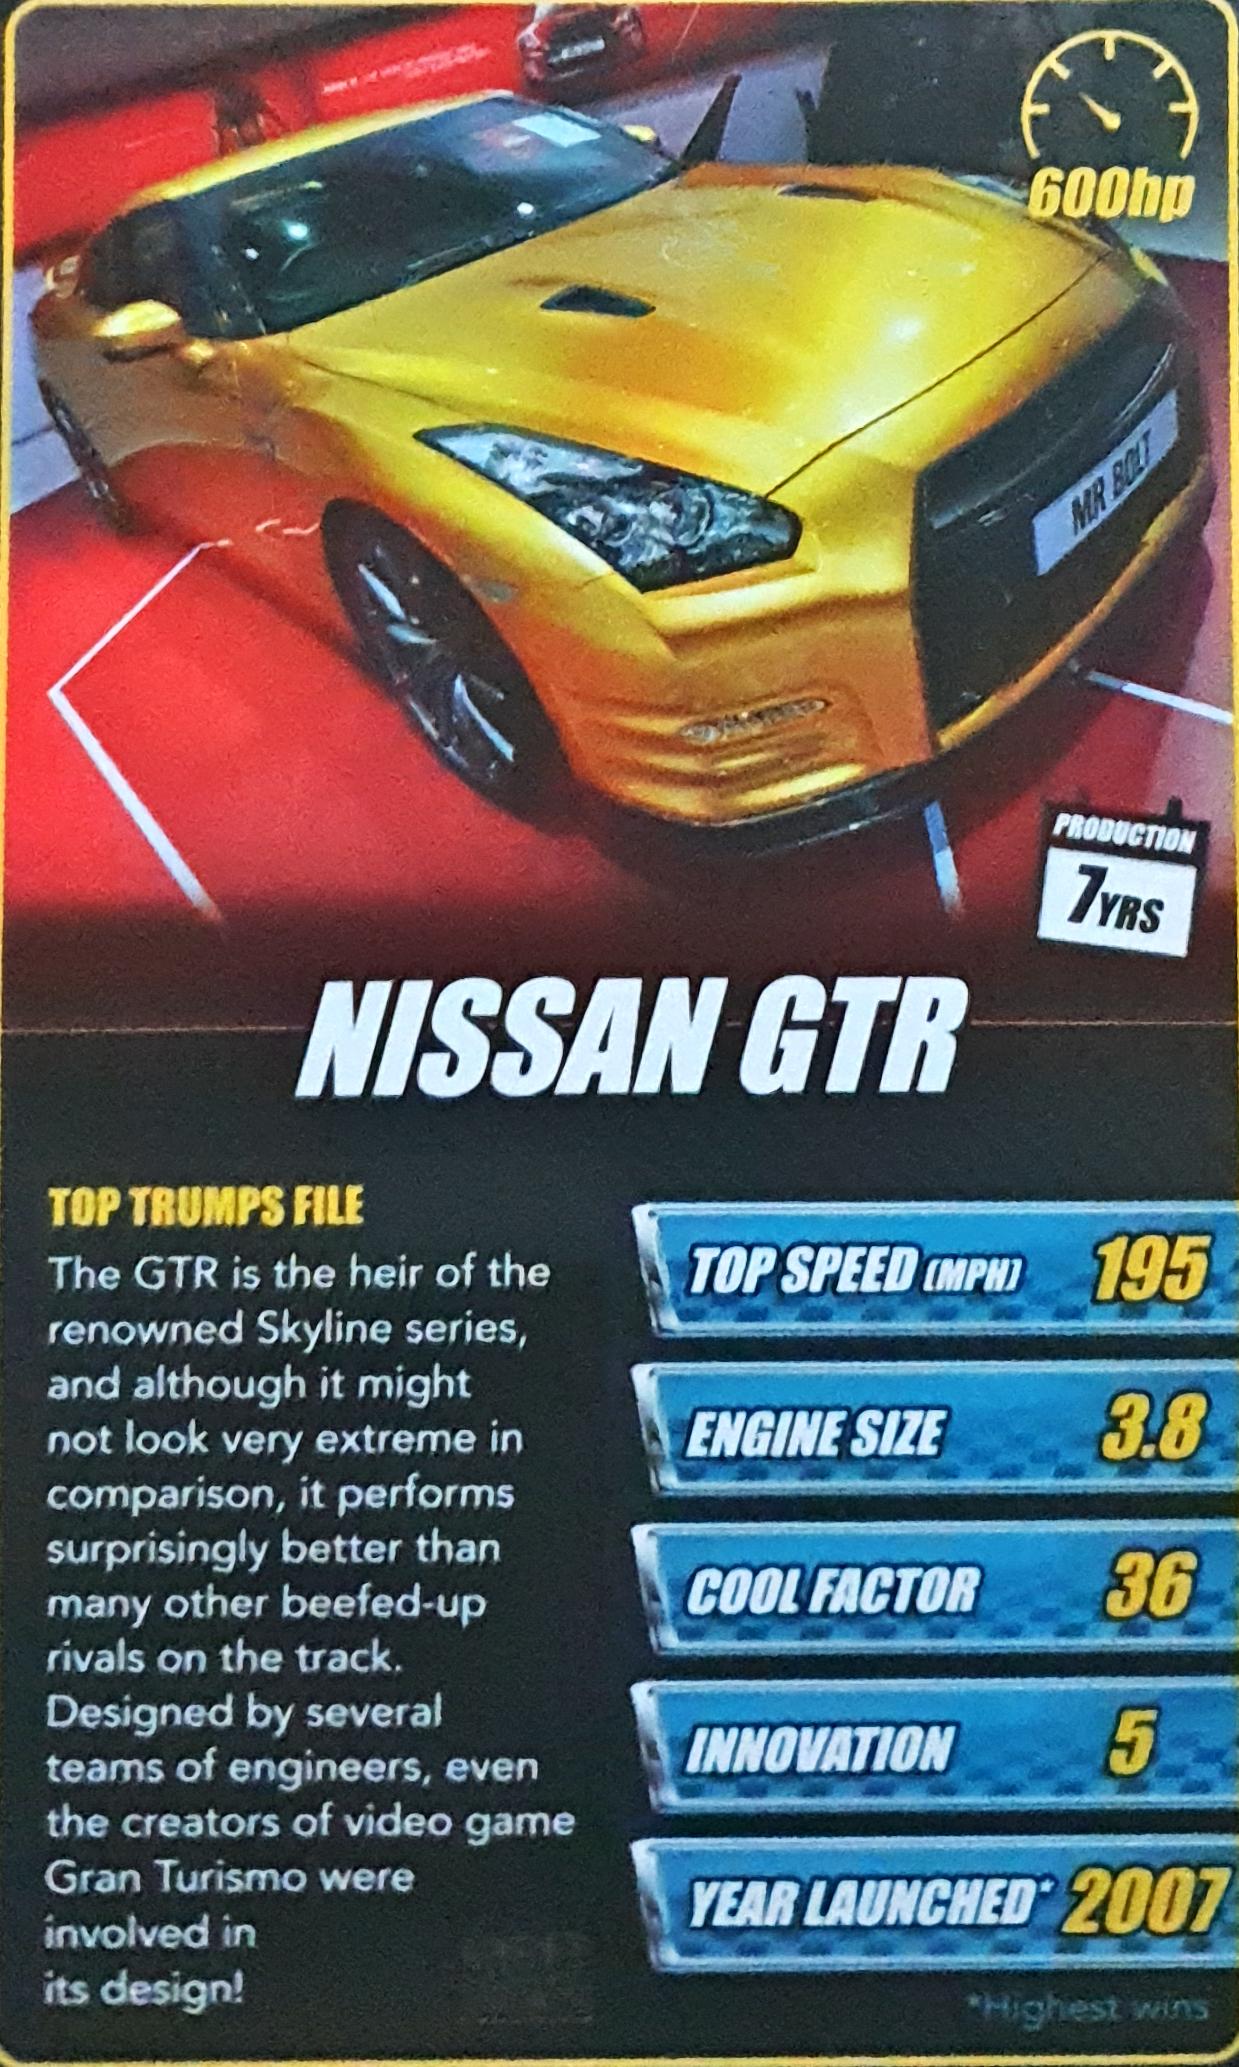 600hp
MR BOLT
PRODUCTION
7YRS
NISSAN GTR
TOP TRUMPS FILE
The GTR is the heir of the
renowned Skyline series,
and although it might
not look very extreme in
comparison, it performs
surprisingly better than
many other beefed-up
rivals on the track.
Designed by several
teams of engineers, even
the creators of video game
Gran Turismo were
involved in
its design!
TOP SPEED (MPH) 195
ENGINE SIZE 3.8
COOL FACTOR 36
INNOVATION 5
YEAR LAUNCHED* 2007
*Highest wins